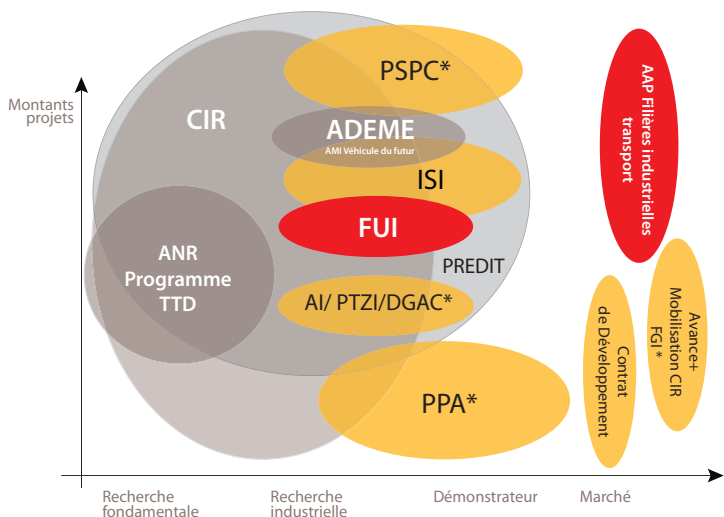 Montants
projets
CIR
PSPC*
ADEME
AMI Véhicule du futur
ISI
FUI
ANR
Programme
TTD
PREDIT
AI/ PTZI/DGAC*
PPA*
AAP Filières industrielles
transport
Contrat
de Développement
Avance+
Mobilisation CIR
FGI *
Recherche
fondamentale
Recherche
industrielle
Démonstrateur
Marché